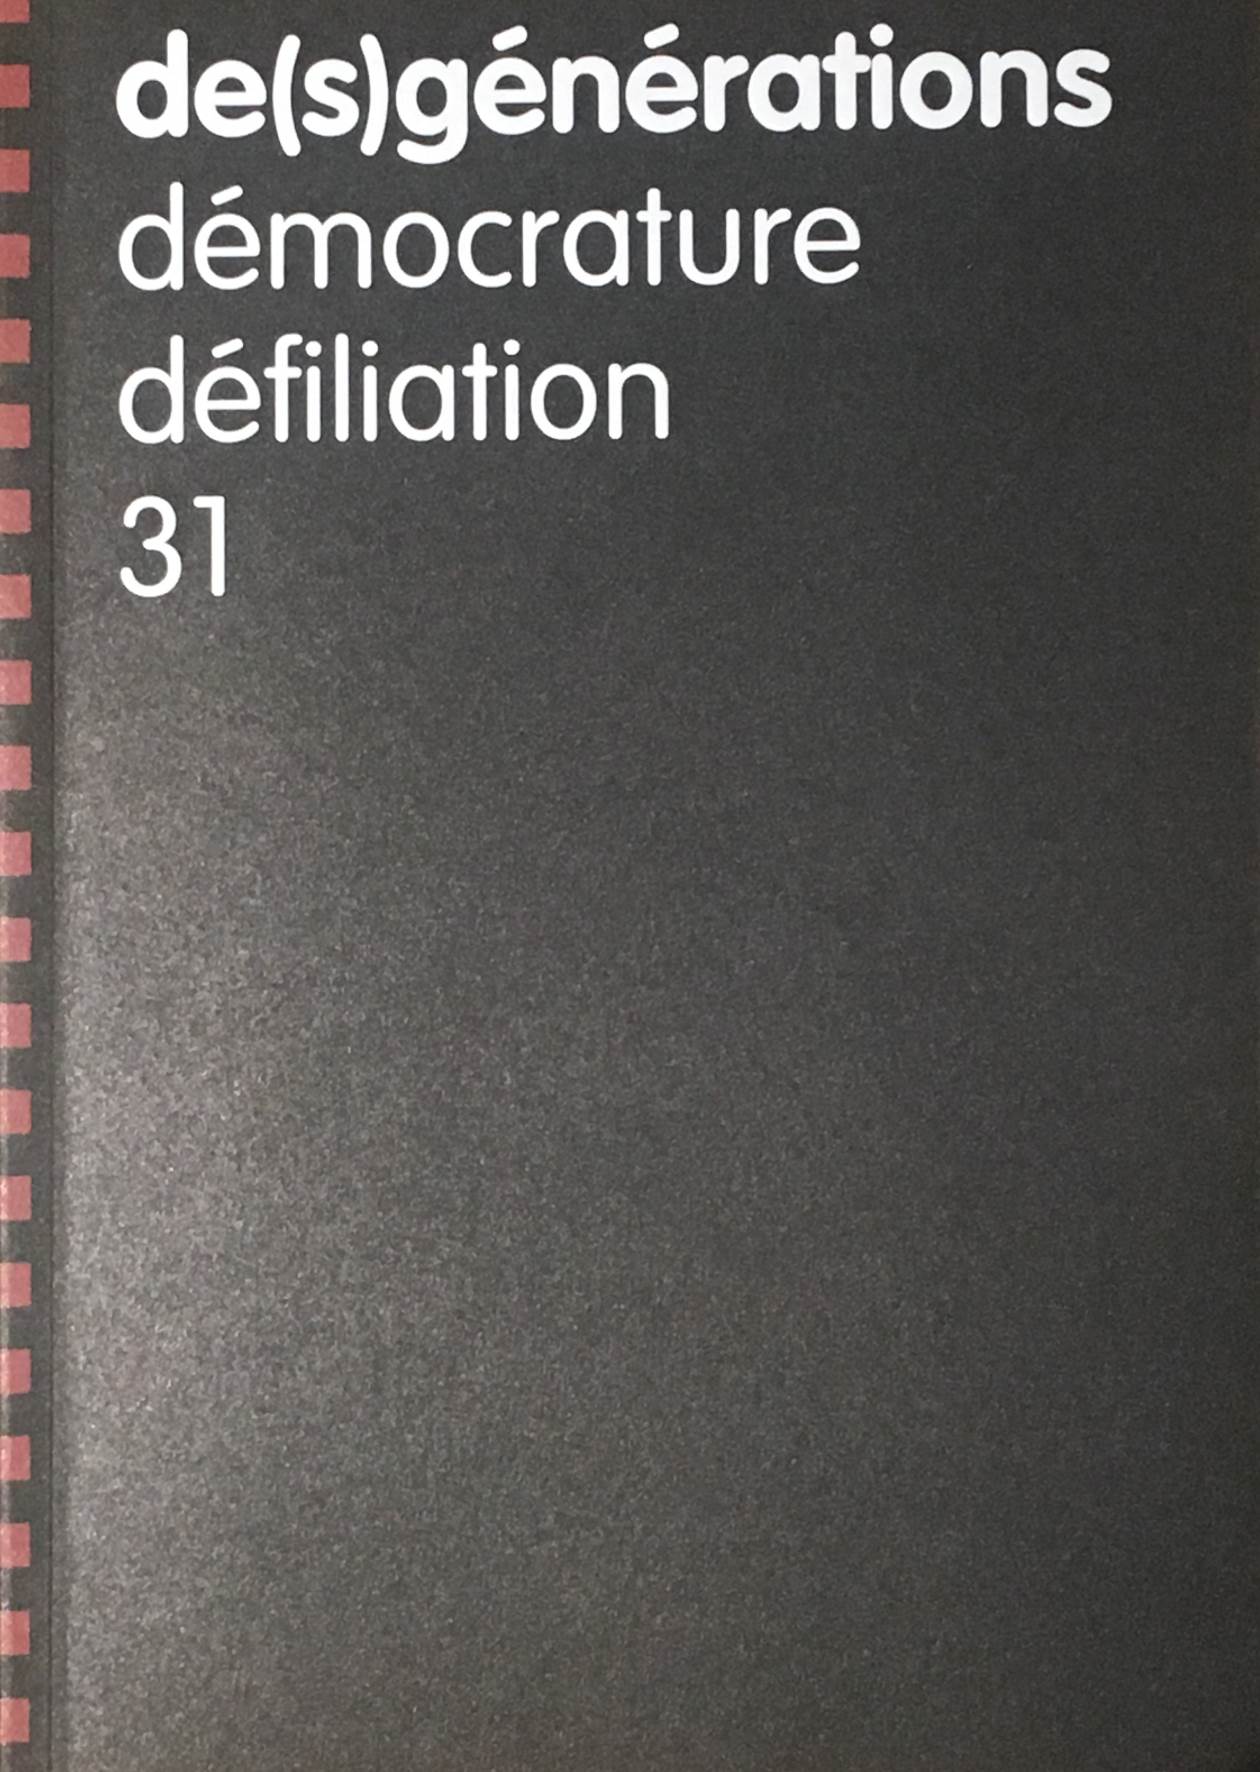 de(s)générations
démocrature
défiliation
31